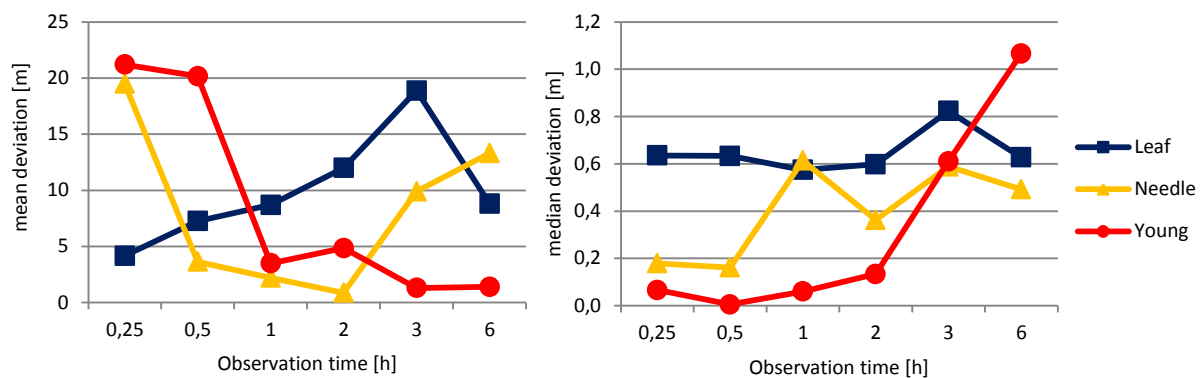 mean deviation [m]
25
20
15
10
5
0
0,25 0,5 1 2 3 6
Observation time [h]
median deviation [m]
1,2
1,0
0,8
0,6
0,4
0,2
0,0
0,25 0,5 1 2 3 6
Observation time [h]
Leaf
Needle
Young